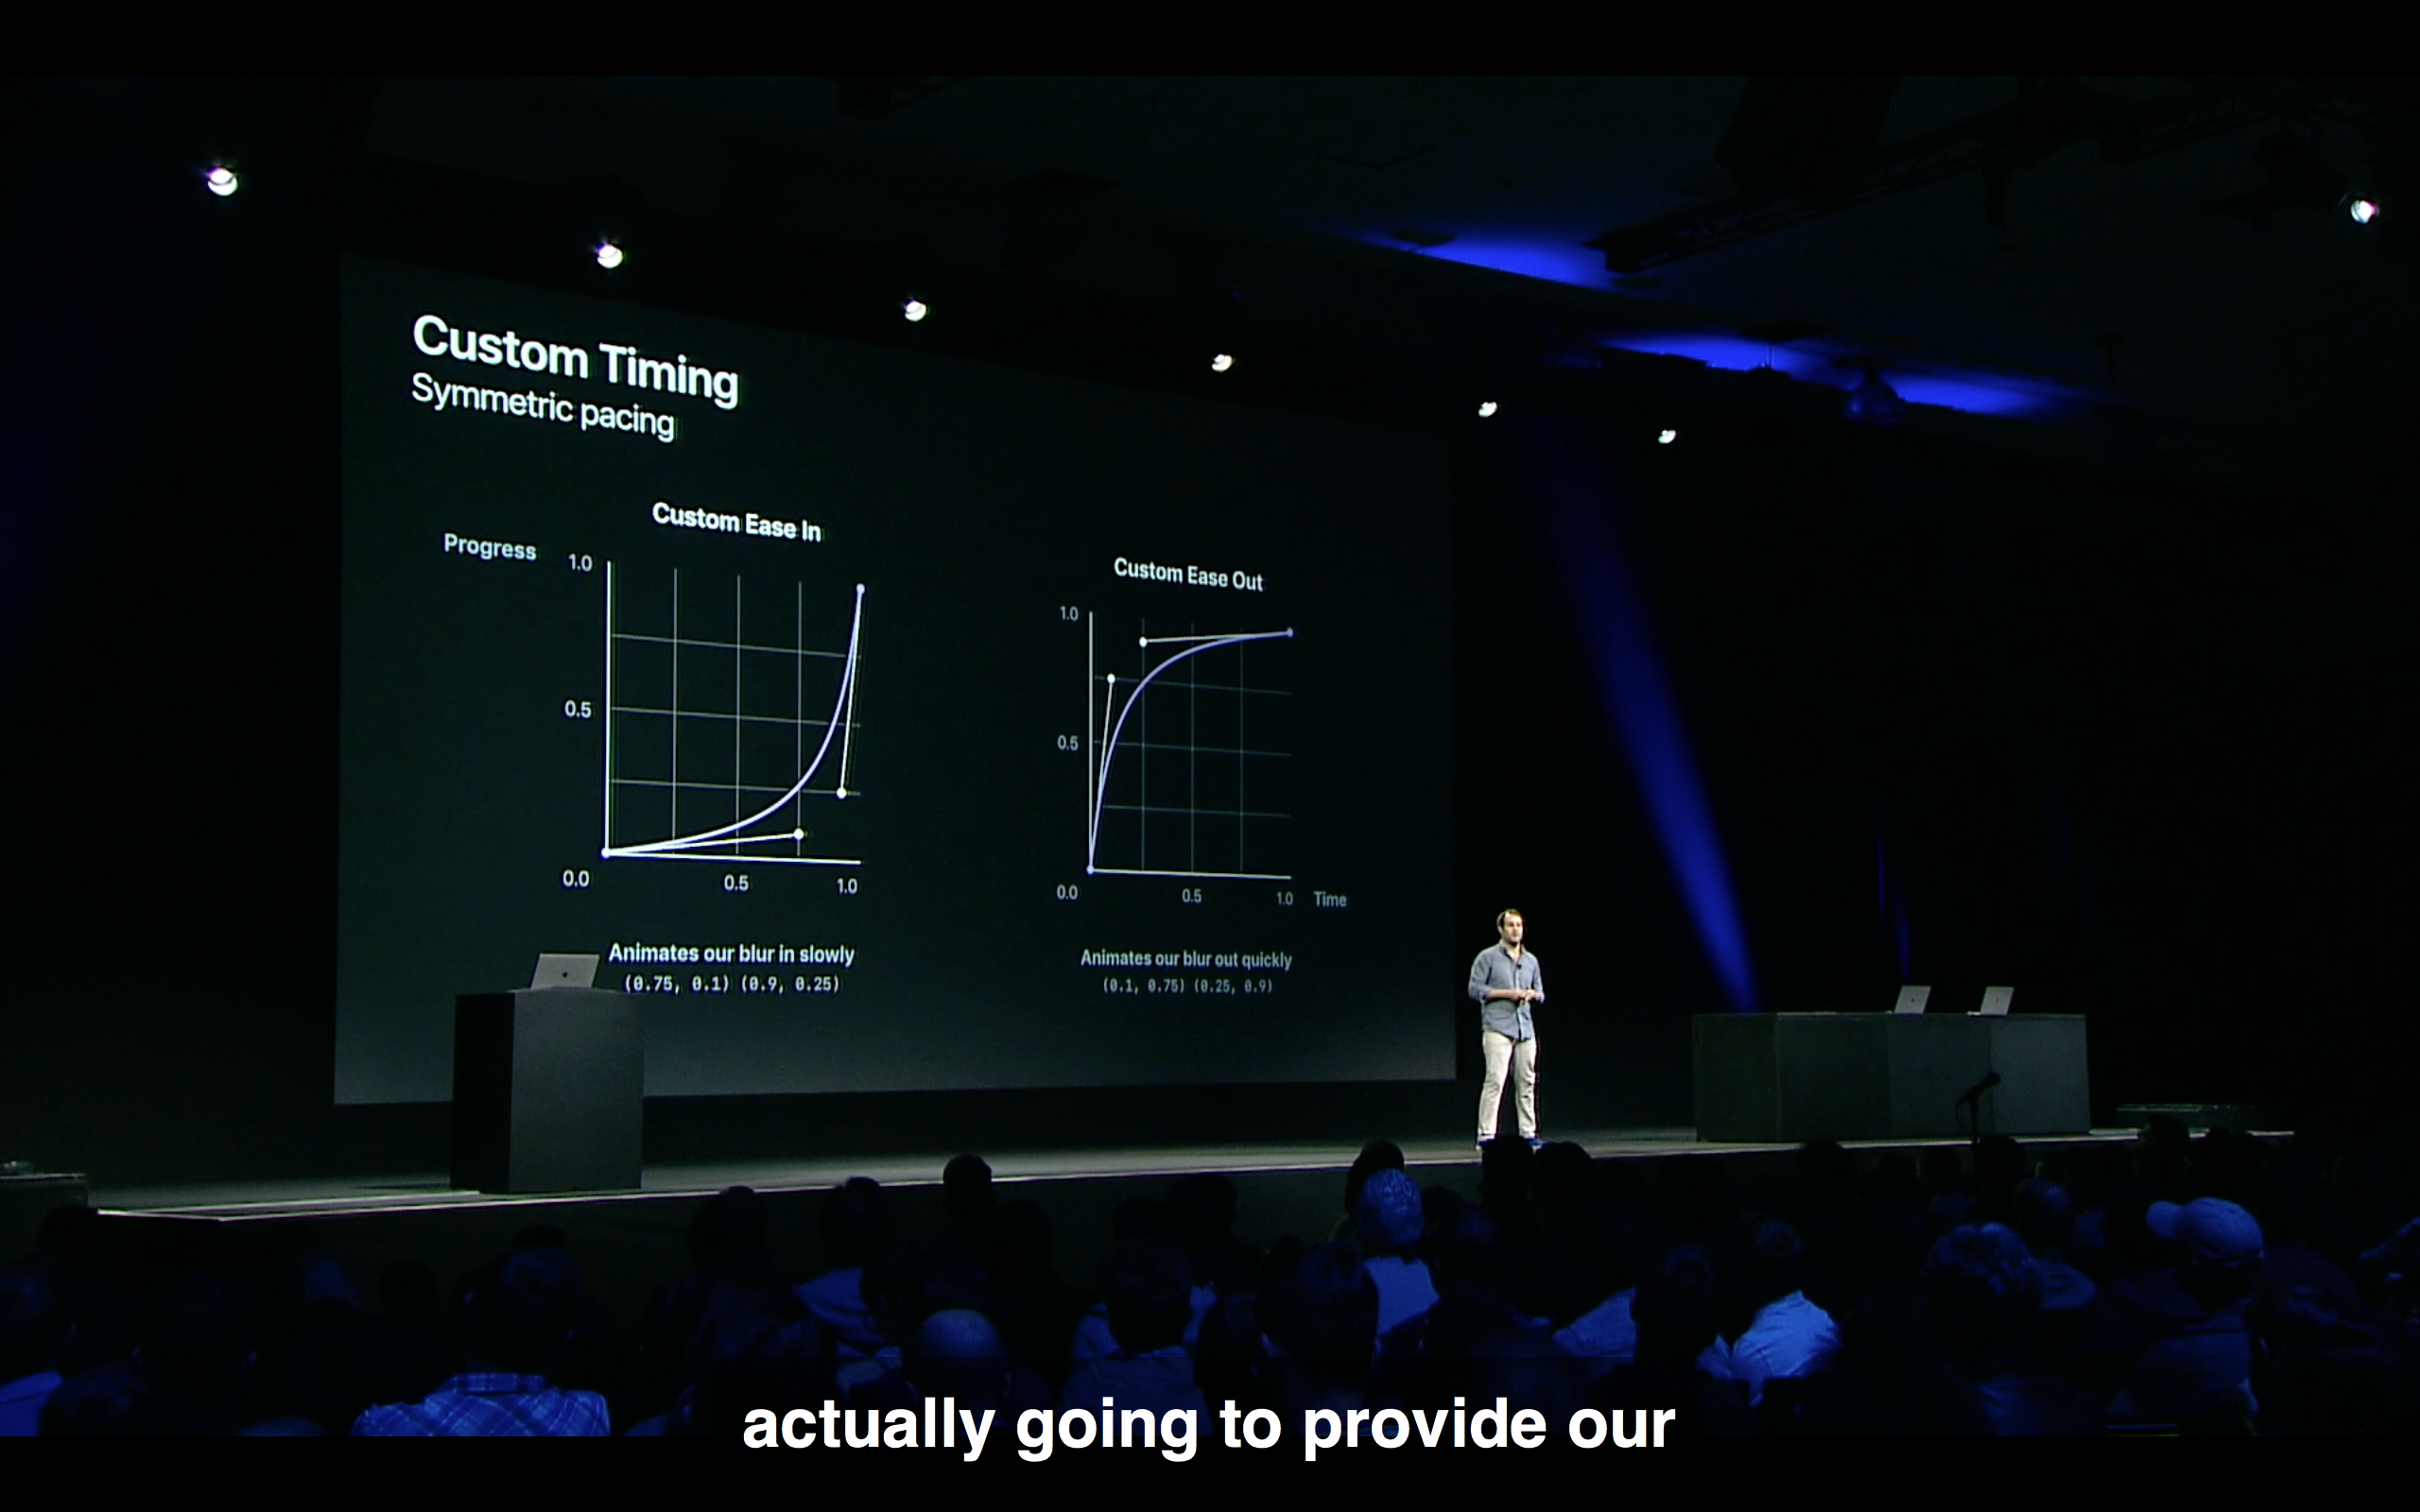 Custom Timing
Symmetric pacing
Custom Ease In
Progress
1.0
0.5
0.0
0.5
1.0
Animates our blur in slowly
(0.75, 0.1) (0.9, 0.25)
Custom Ease Out
1.0
0.5
0.0
0.5
1.0
Time
Animates our blur out quickly
(0.1, 0.75) (0.25, 0.9)
actually going to provide our